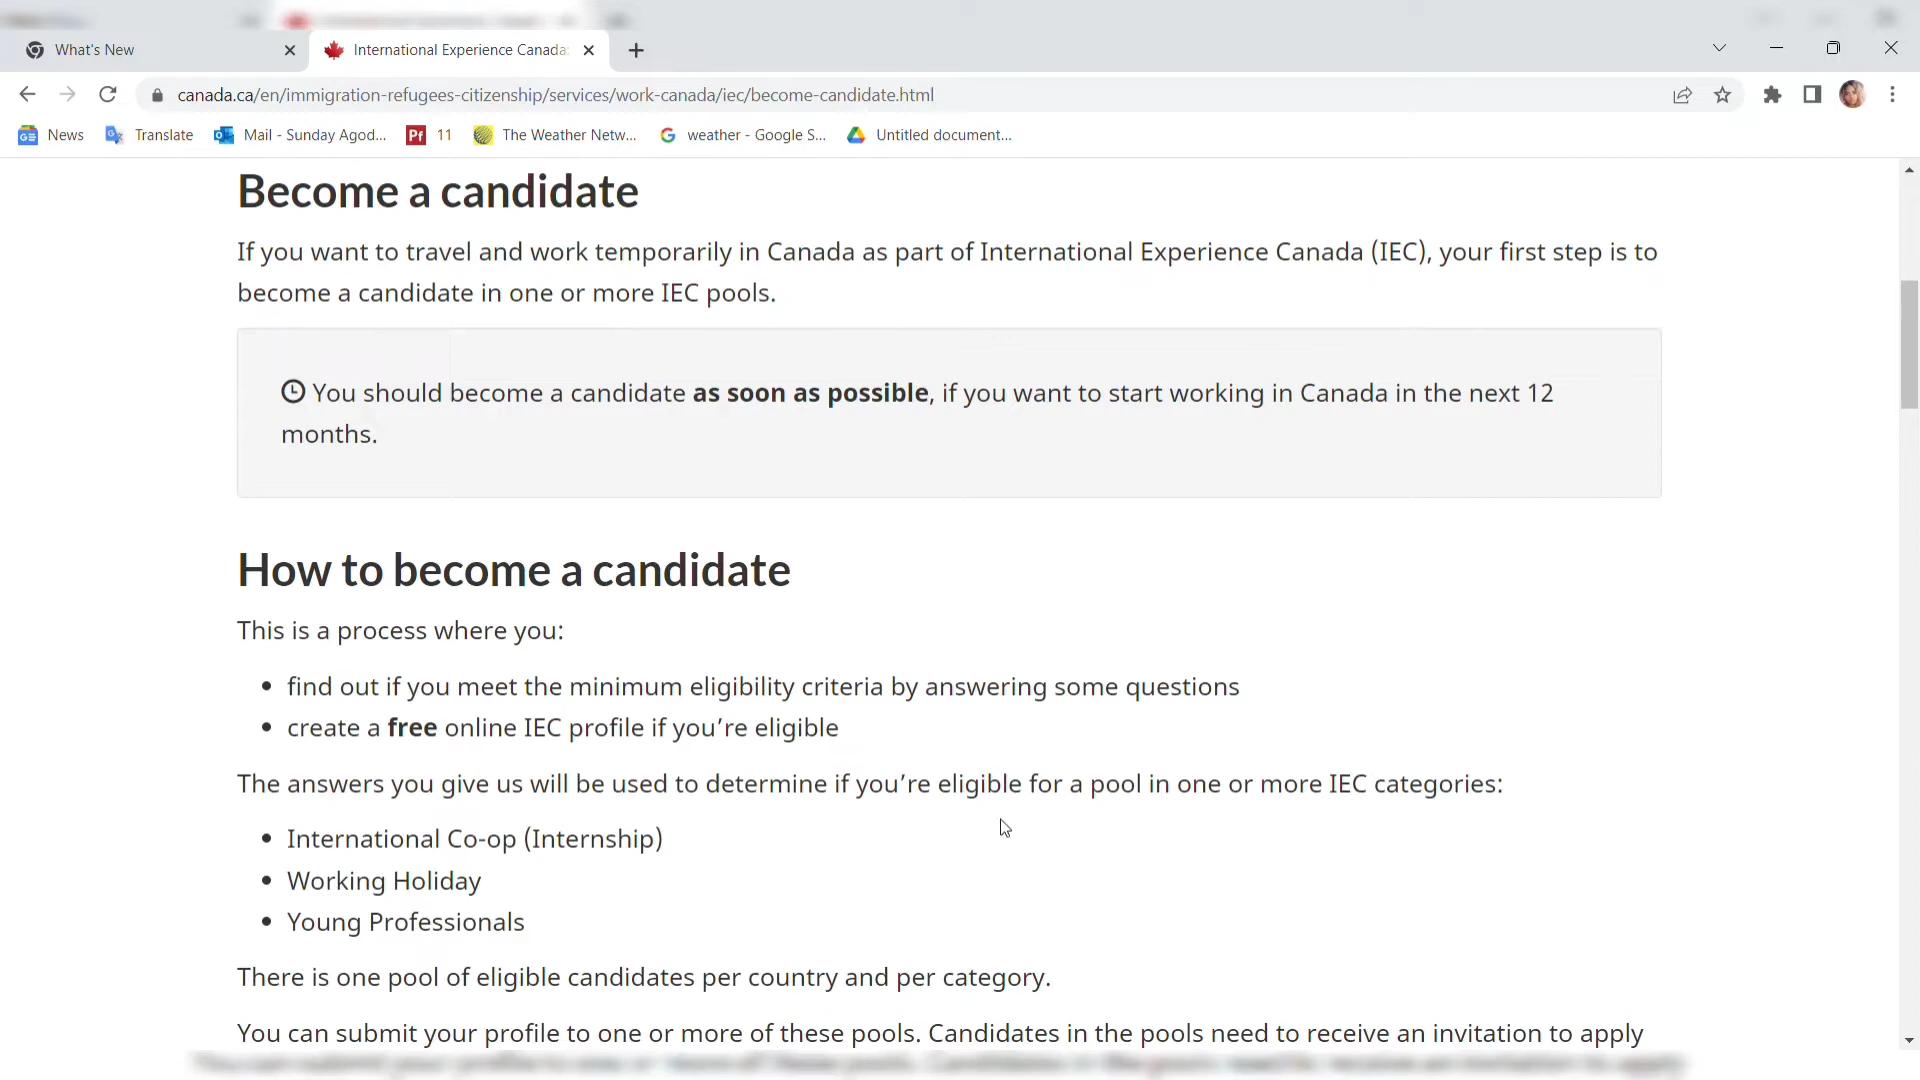 What's New
International Experience Canada:
canada.ca/en/immigration-refugees-citizenship/services/work-canada/iec/become-candidate.html
News
Translate
Mail - Sunday Agod...
Pf 11
The Weather Netw...
weather - Google S...
Untitled document...
Become a candidate
If you want to travel and work temporarily in Canada as part of International Experience Canada (IEC), your first step is to
become a candidate in one or more IEC pools.
You should become a candidate as soon as possible, if you want to start working in Canada in the next 12
months.
How to become a candidate
This is a process where you:
• find out if you meet the minimum eligibility criteria by answering some questions
• create a free online IEC profile if you’re eligible
The answers you give us will be used to determine if you’re eligible for a pool in one or more IEC categories:
• International Co-op (Internship)
• Working Holiday
• Young Professionals
There is one pool of eligible candidates per country and per category.
You can submit your profile to one or more of these pools. Candidates in the pools need to receive an invitation to apply